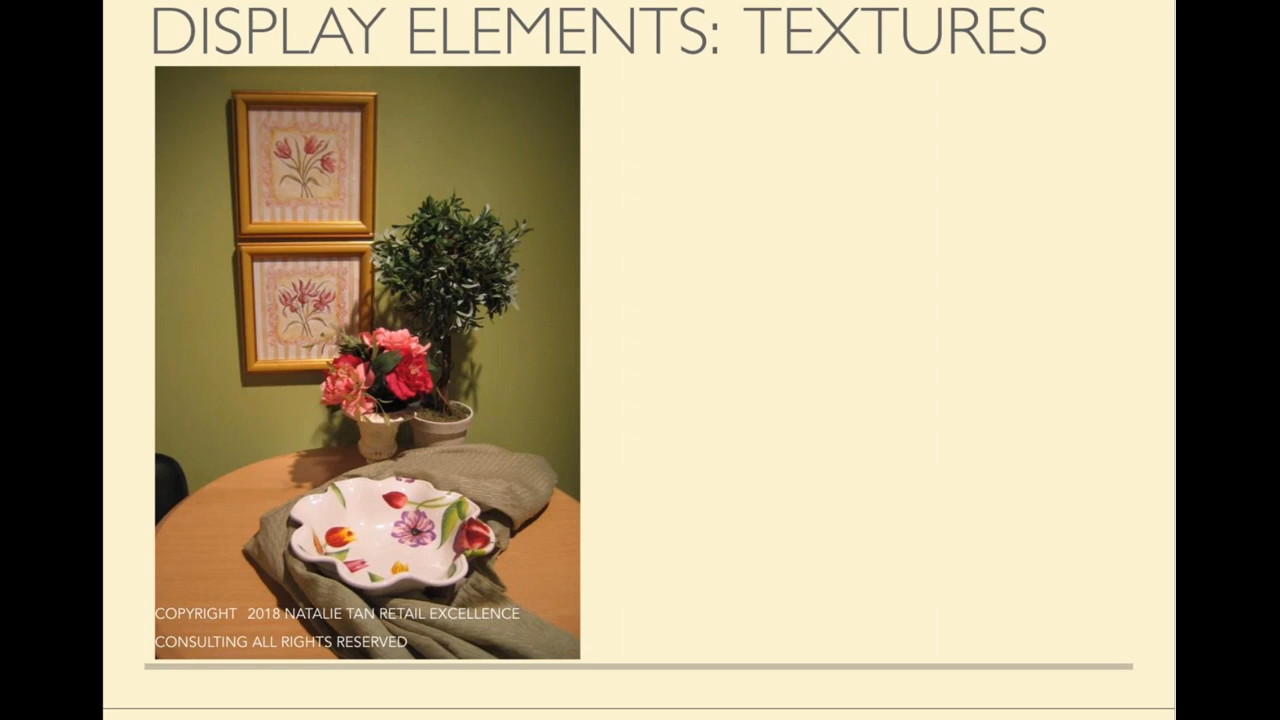 DISPLAY ELEMENTS: TEXTURES
COPYRIGHT 2018 NATALIE TAN RETAIL EXCELLENCE
CONSULTING ALL RIGHTS RESERVED